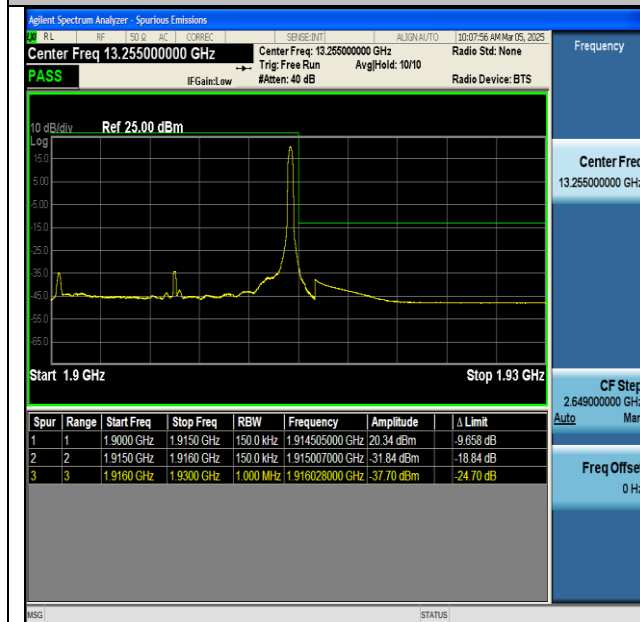 Agilent Spectrum Analyzer - Spurious Emissions
RL RF 50 Ω AC CORREC SENSE:INT ALIGN AUTO 10:07:56 AM Mar 05, 2025
Center Freq 13.255000000 GHz
Center Freq: 13.255000000 GHz
Radio Std: None
Trig: Free Run Avg|Hold: 10/10
PASS
IFGain:Low
#Atten: 40 dB
Radio Device: BTS
Frequency
10 dB/div Ref 25.00 dBm
Log
15.0
5.00
-5.00
-15.0
-25.0
-35.0
-45.0
-55.0
-65.0
Start 1.9 GHz
Stop 1.93 GHz
Center Freq
13.255000000 GHz
CF Step
2.649000000 GHz
Auto Man
Freq Offset
0 Hz
Spur Range Start Freq Stop Freq RBW Frequency Amplitude Δ Limit
1 1 1.9000 GHz 1.9150 GHz 150.0 kHz 1.914505000 GHz 20.34 dBm -9.658 dB
2 2 1.9150 GHz 1.9160 GHz 150.0 kHz 1.915007000 GHz -31.84 dBm -18.84 dB
3 3 1.9160 GHz 1.9300 GHz 1.000 MHz 1.916028000 GHz -37.70 dBm -24.70 dB
MSG
STATUS